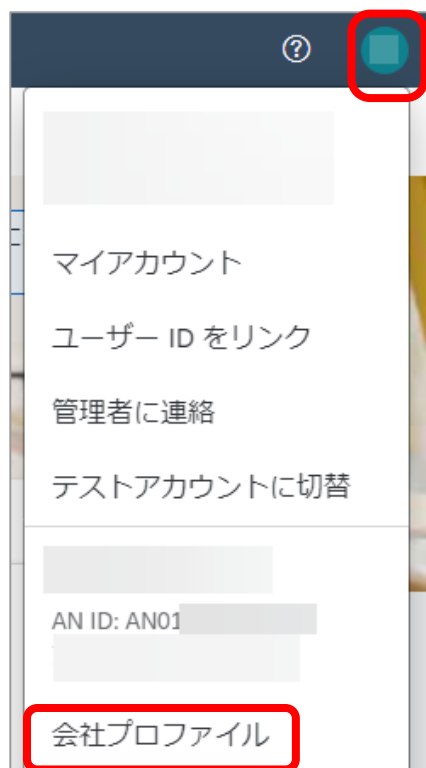 マイアカウント
ユーザー ID をリンク
管理者に連絡
テストアカウントに切替
AN ID: AN01
会社プロファイル